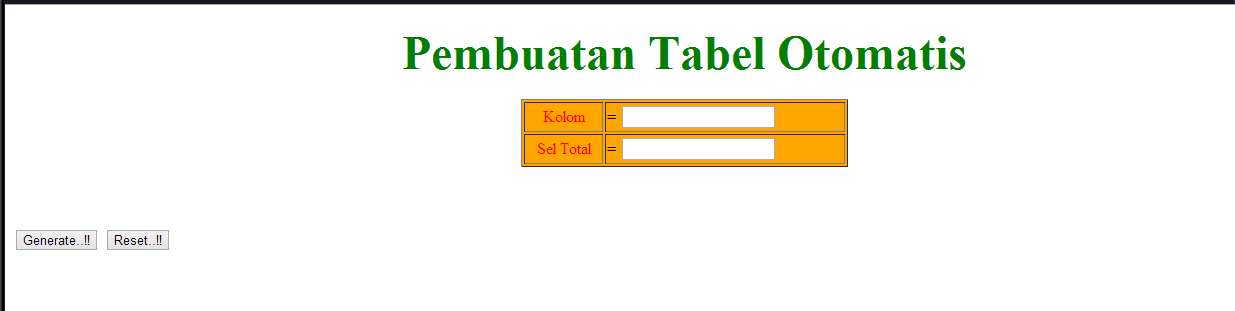 Pembuatan Tabel Otomatis
Kolom =
Sel Total =
Generate..!! Reset..!!